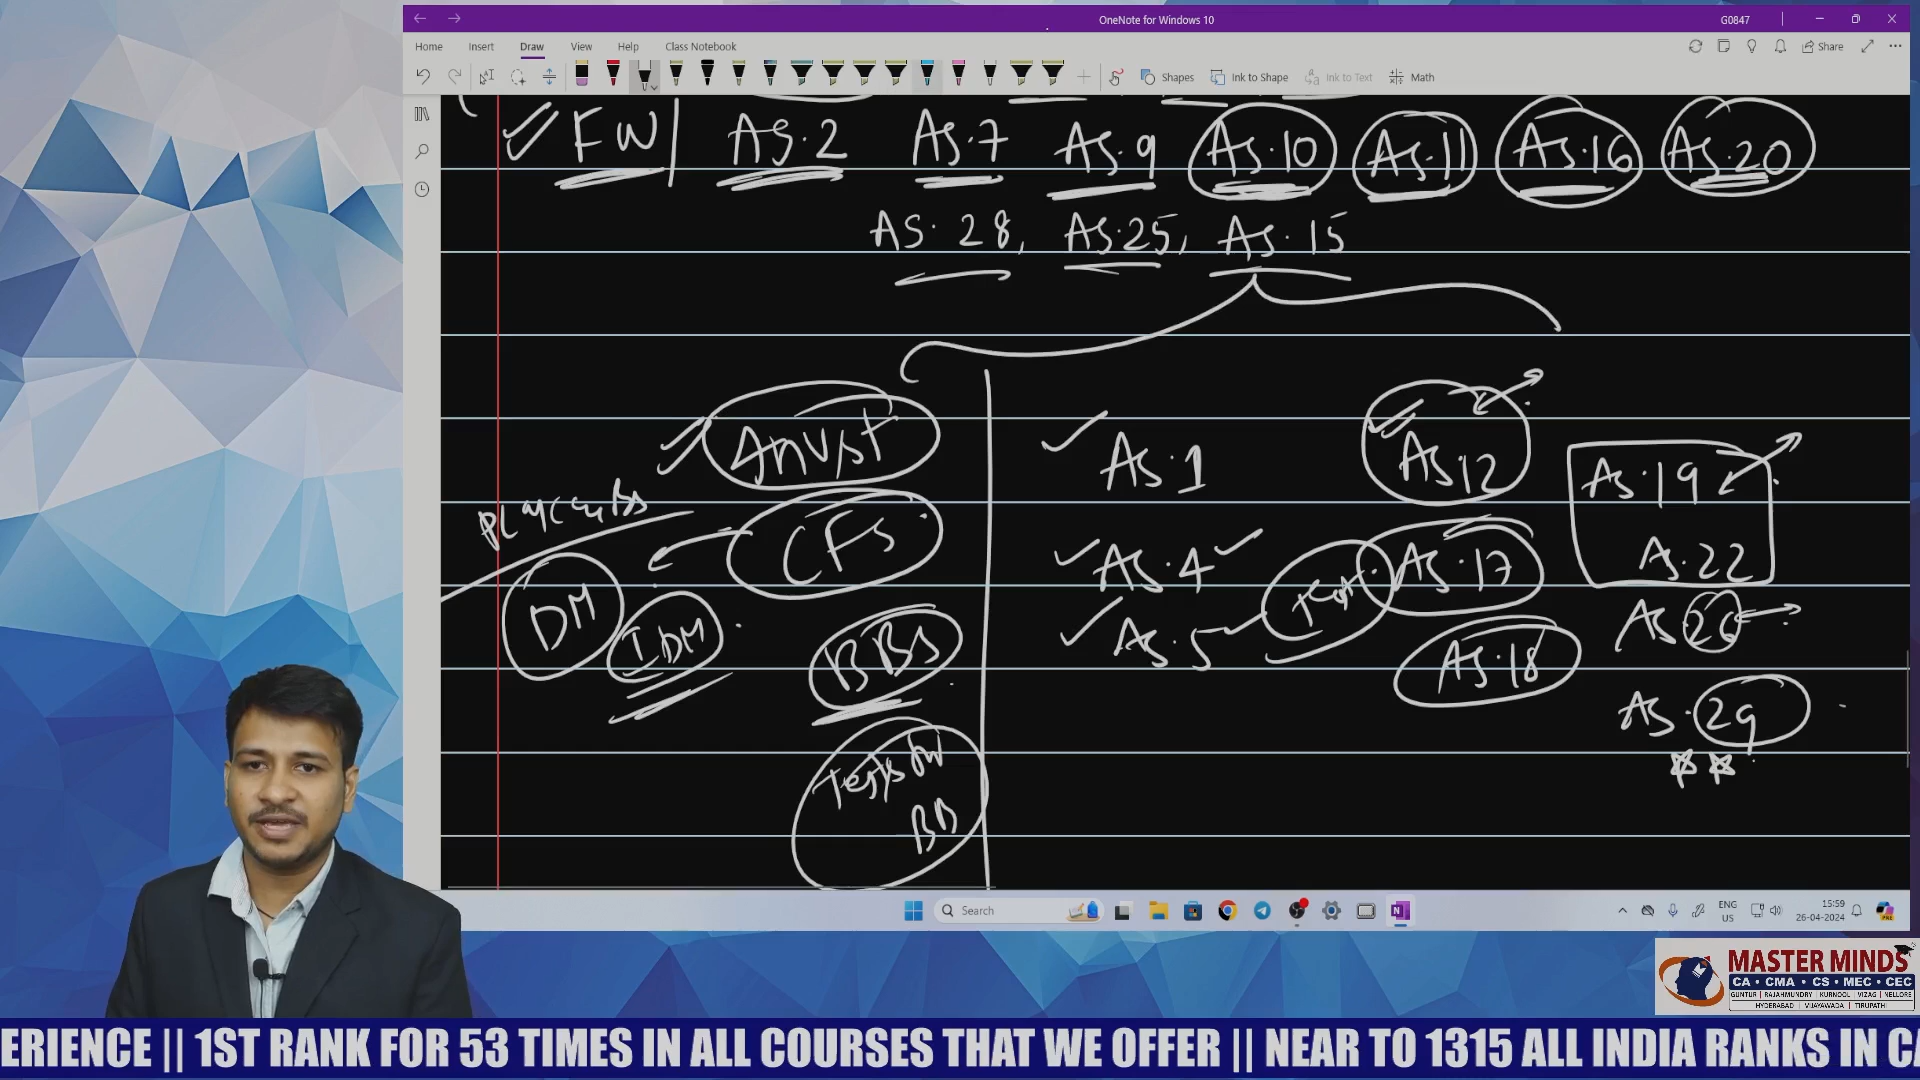 OneNote for Windows 10
G0847
Home Insert Draw View Help Class Notebook
Share
Shapes Ink to Shape Ink to Text Math
FW AS.2 AS.7 AS.9 AS.10 AS.11 AS.16 AS.20
AS.28, AS.25, AS.15
CFS
DM
IDM
BBS
BD
AS.1
AS.4
AS.5
AS.12
AS.17
AS.18
AS.19
AS.22
AS 26
AS.29
Search
ENG
US
15:59
26-04-2024
MASTER MINDS
CA • CMA • CS • MEC • CEC
GUNTUR | RAJAHMUNDRY | KURNOOL | VIZAG | NELLORE
HYDERABAD | VIJAYAWADA | TIRUPATHI
ERIENCE || 1ST RANK FOR 53 TIMES IN ALL COURSES THAT WE OFFER || NEAR TO 1315 ALL INDIA RANKS IN CA